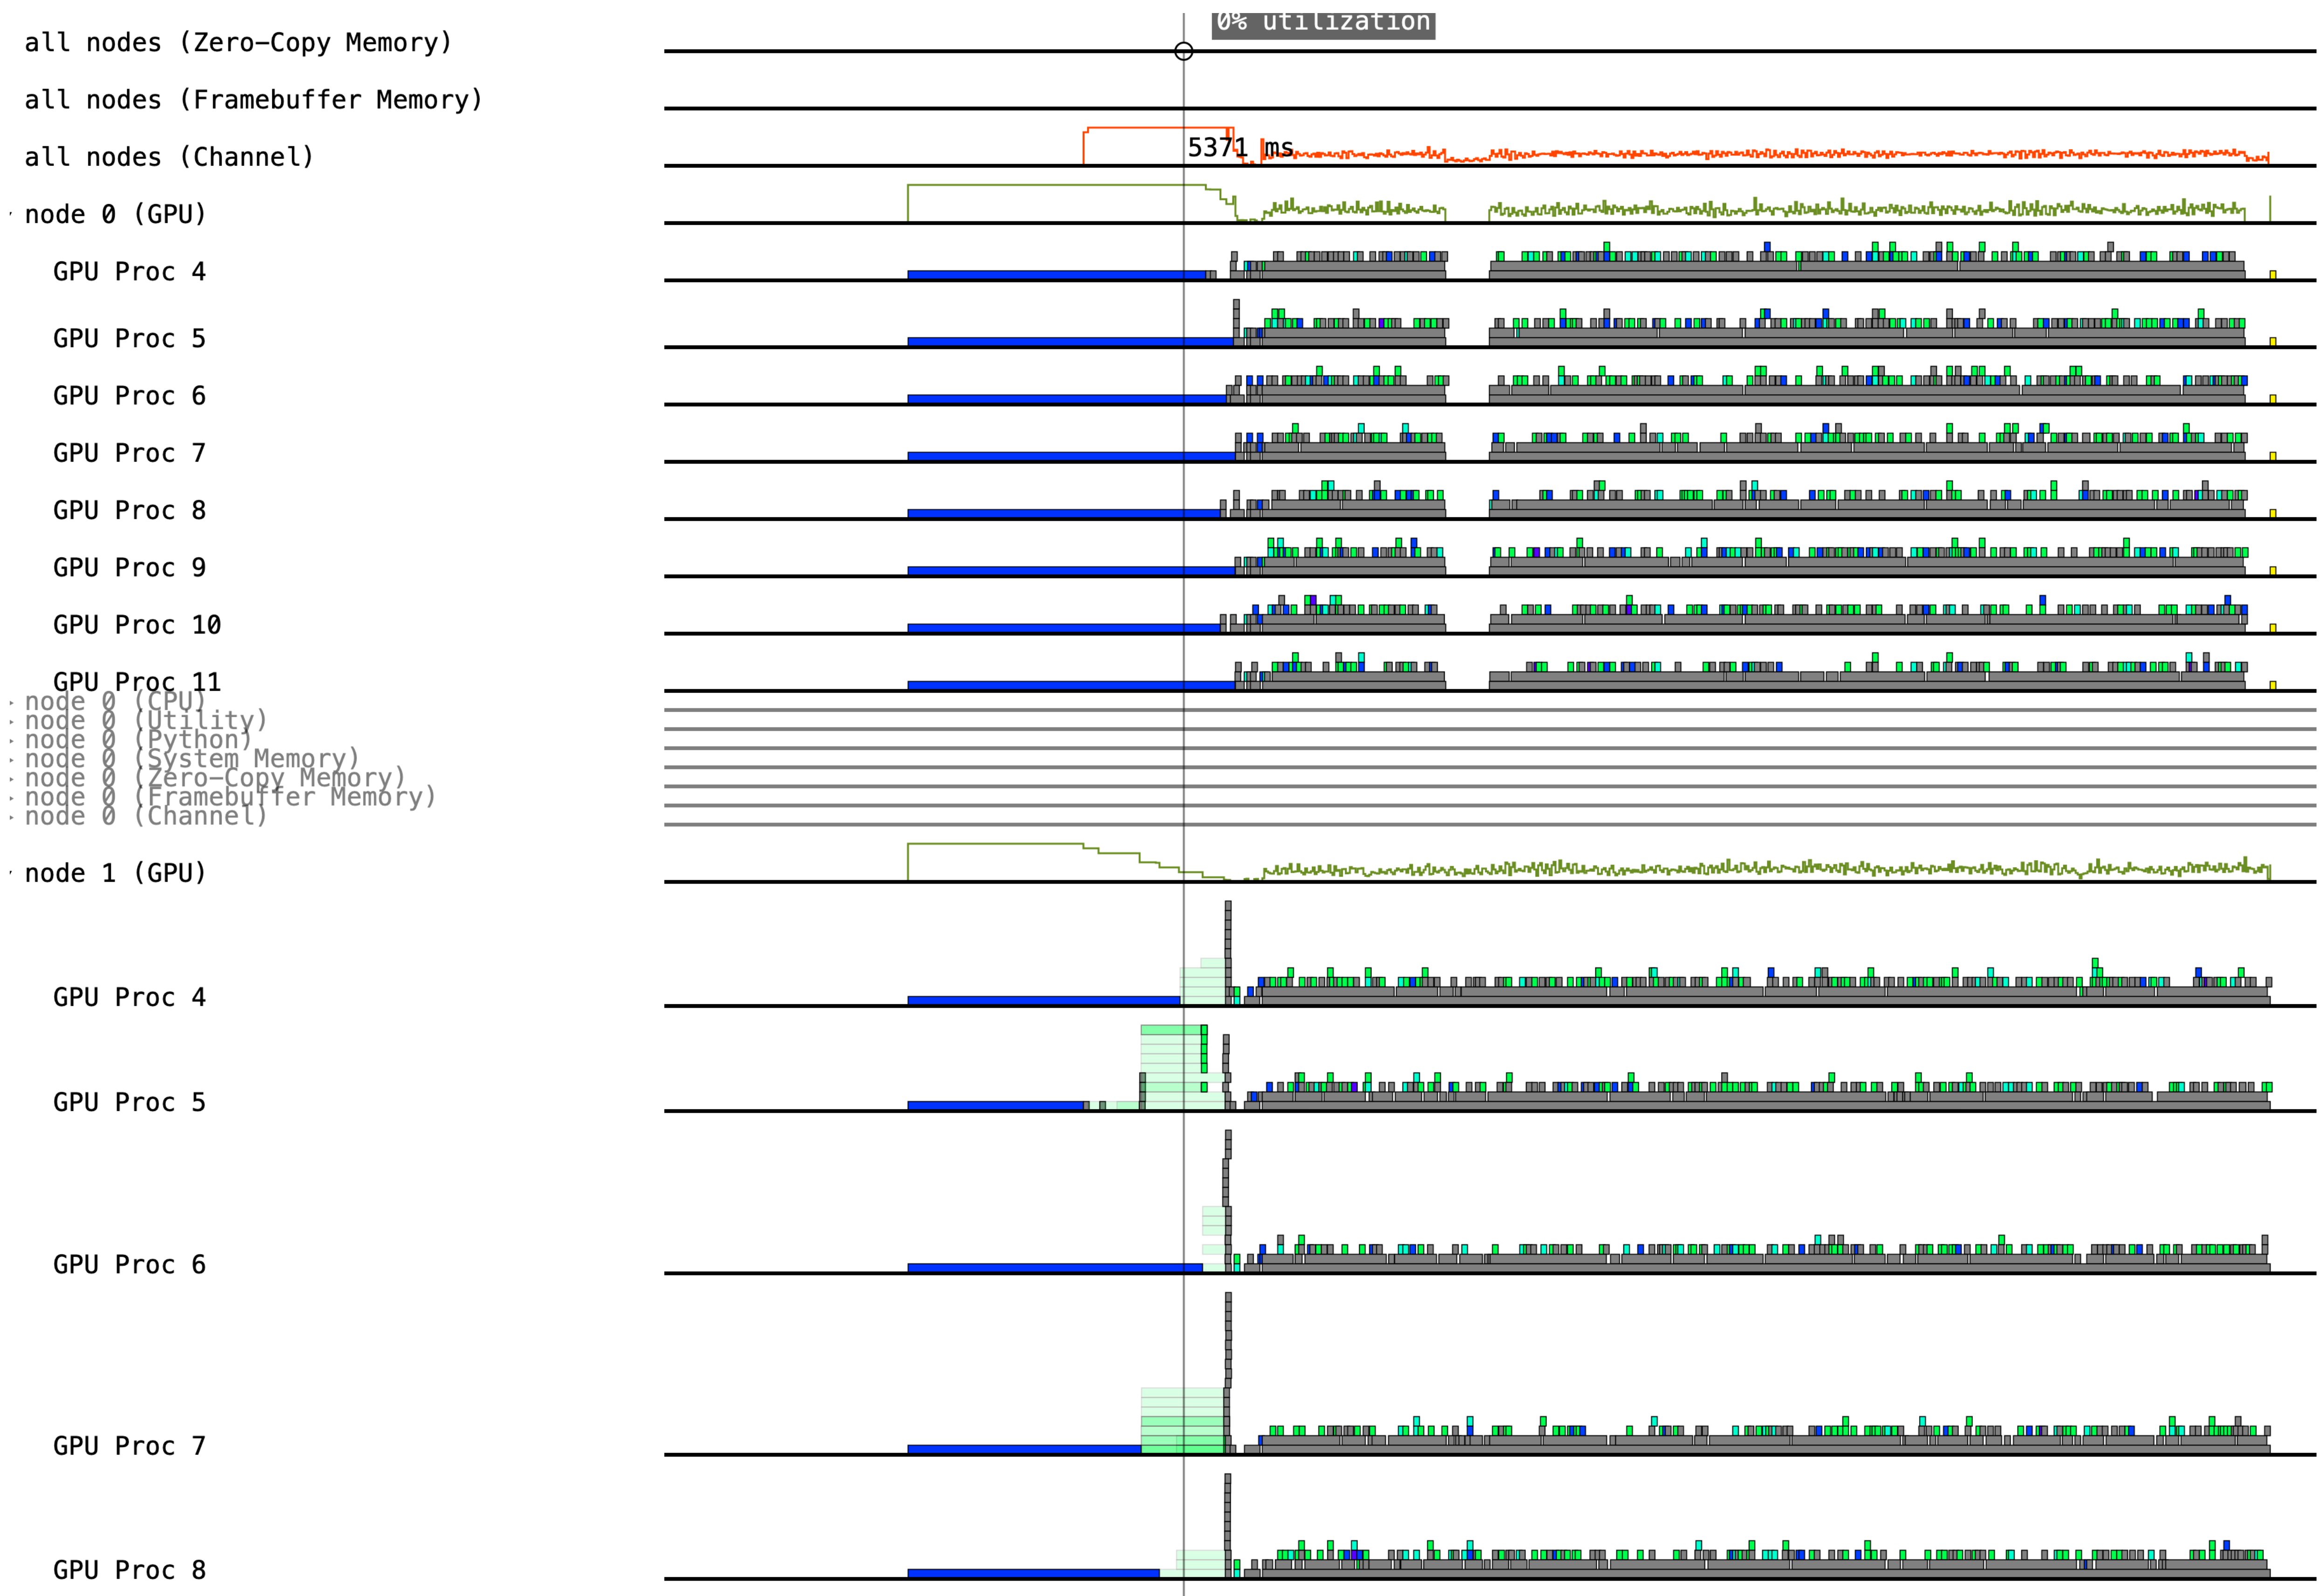 0% utilization
all nodes (Zero-Copy Memory)
all nodes (Framebuffer Memory)
all nodes (Channel)
5371 ms
node 0 (GPU)
GPU Proc 4
GPU Proc 5
GPU Proc 6
GPU Proc 7
GPU Proc 8
GPU Proc 9
GPU Proc 10
GPU Proc 11
node 0 (CPU)
node 0 (Utility)
node 0 (Python)
node 0 (System Memory)
node 0 (Zero-Copy Memory)
node 0 (Framebuffer Memory)
node 0 (Channel)
node 1 (GPU)
GPU Proc 4
GPU Proc 5
GPU Proc 6
GPU Proc 7
GPU Proc 8